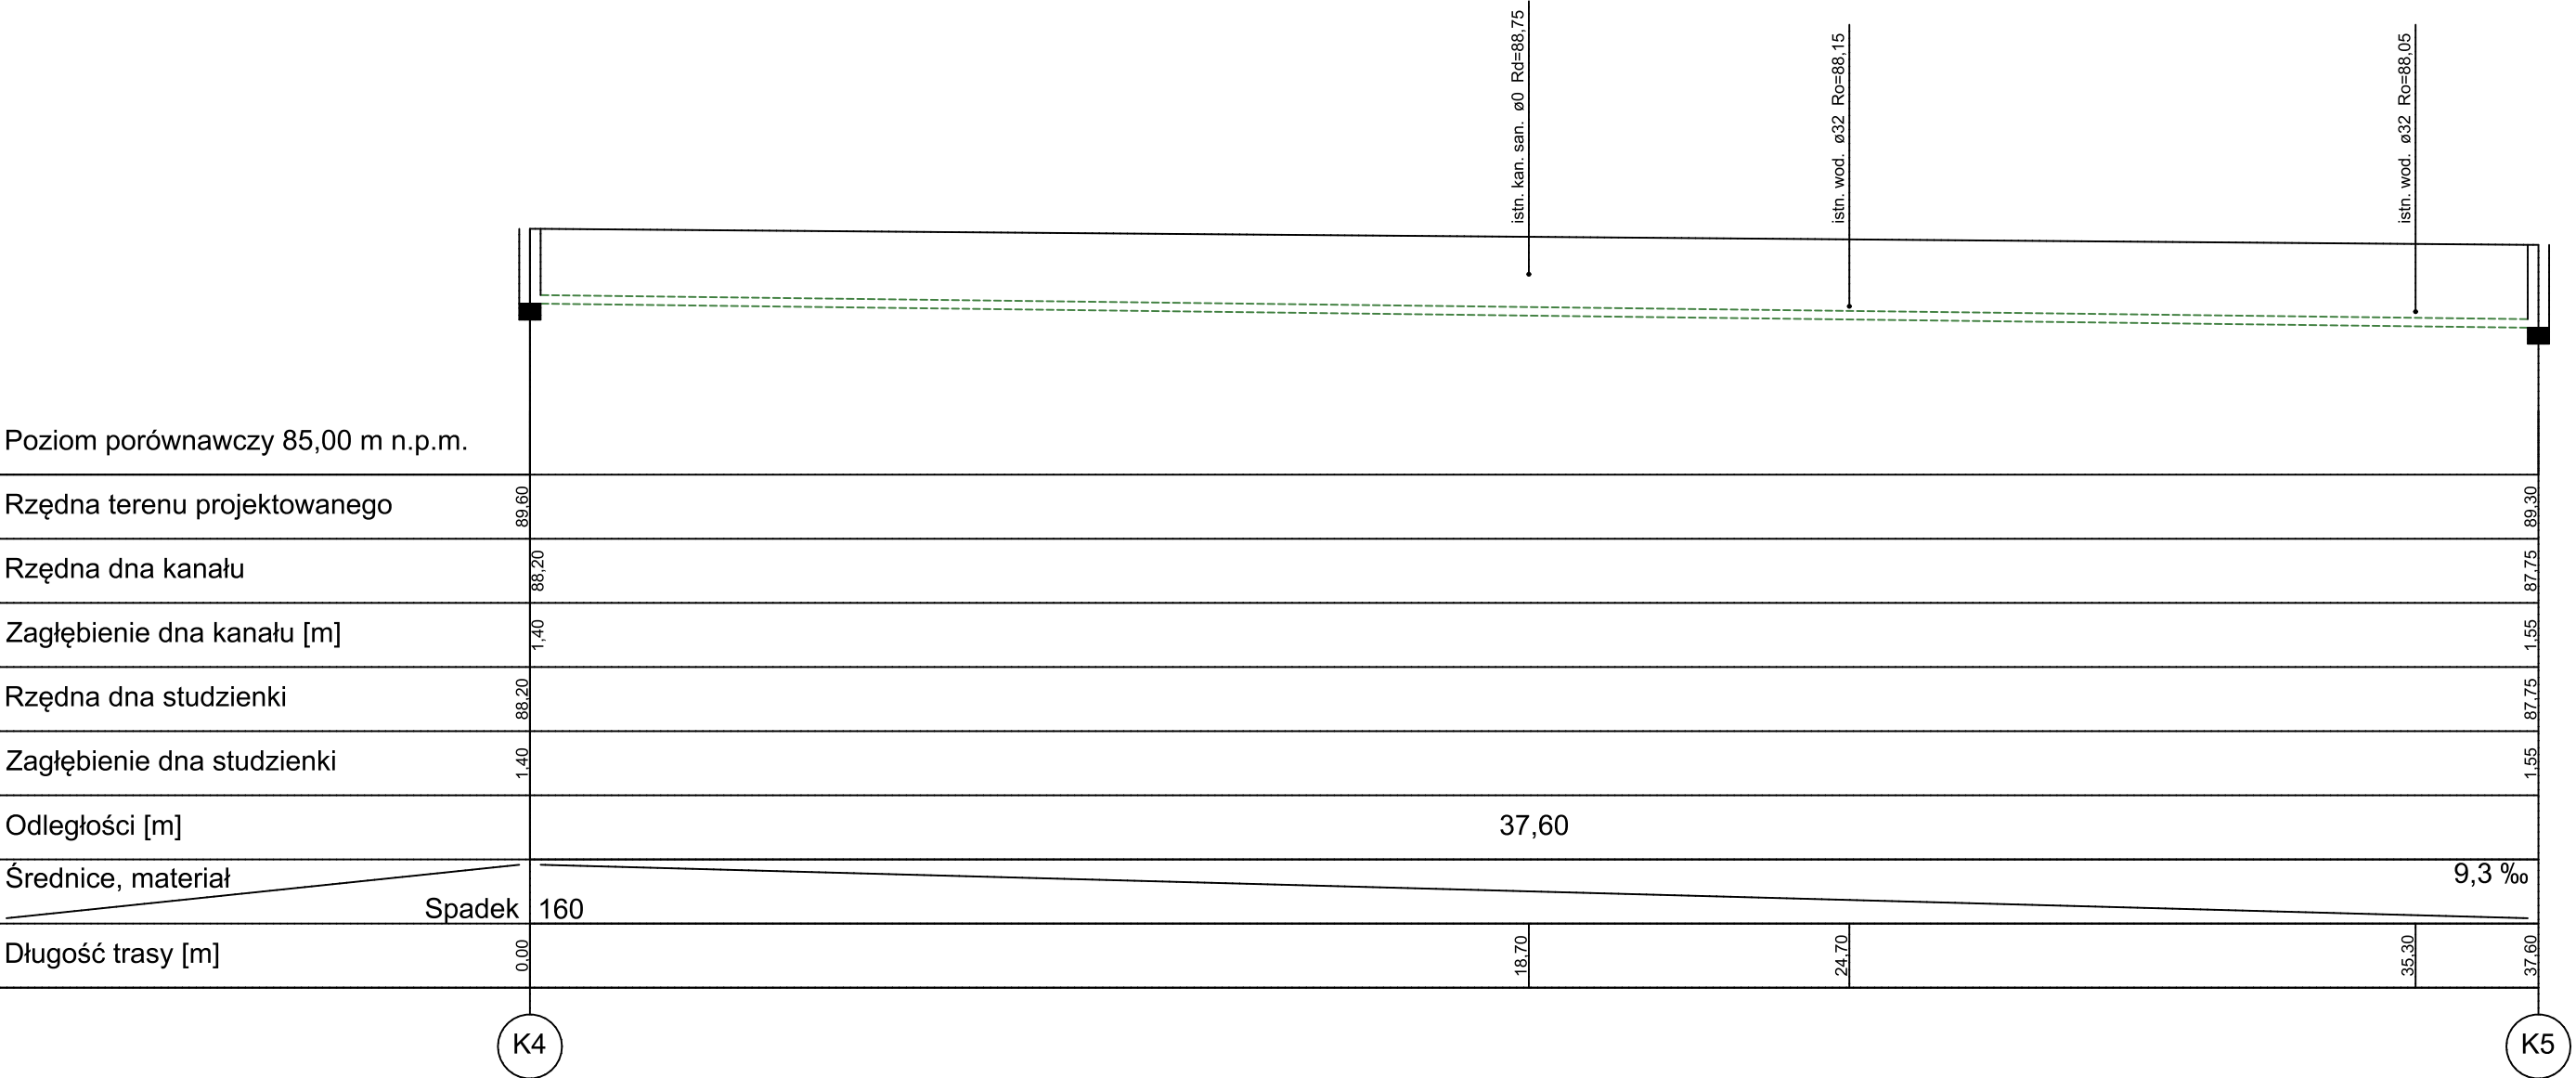 istn. kan. san. ø0 Rd=88,75
istn. wod. ø32 Ro=88,15
istn. wod. ø32 Ro=88,05
Poziom porównawczy 85,00 m n.p.m.
Rzędna terenu projektowanego 89,60 89,30
Rzędna dna kanału 88,20 87,75
Zagłębienie dna kanału [m] 1,40 1,55
Rzędna dna studzienki 88,20 87,75
Zagłębienie dna studzienki 1,40 1,55
Odległości [m] 37,60
Średnice, materiał 9,3 ‰
Spadek 160
Długość trasy [m] 0,00 18,70 24,70 35,30 37,60
K4 K5